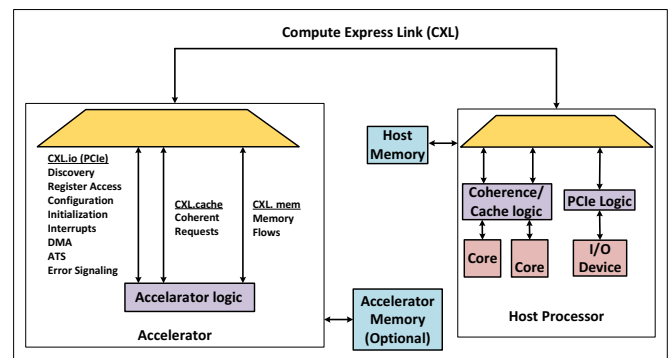 Compute Express Link (CXL)
CXL.io (PCIe)
Discovery
Register Access
Configuration
Initialization
Interrupts
DMA
ATS
Error Signaling
CXL.cache
Coherent
Requests
CXL. mem
Memory
Flows
Accelarator logic
Accelerator
Host
Memory
Accelerator
Memory
(Optional)
Coherence/
Cache logic
PCIe Logic
Core
Core
I/O
Device
Host Processor